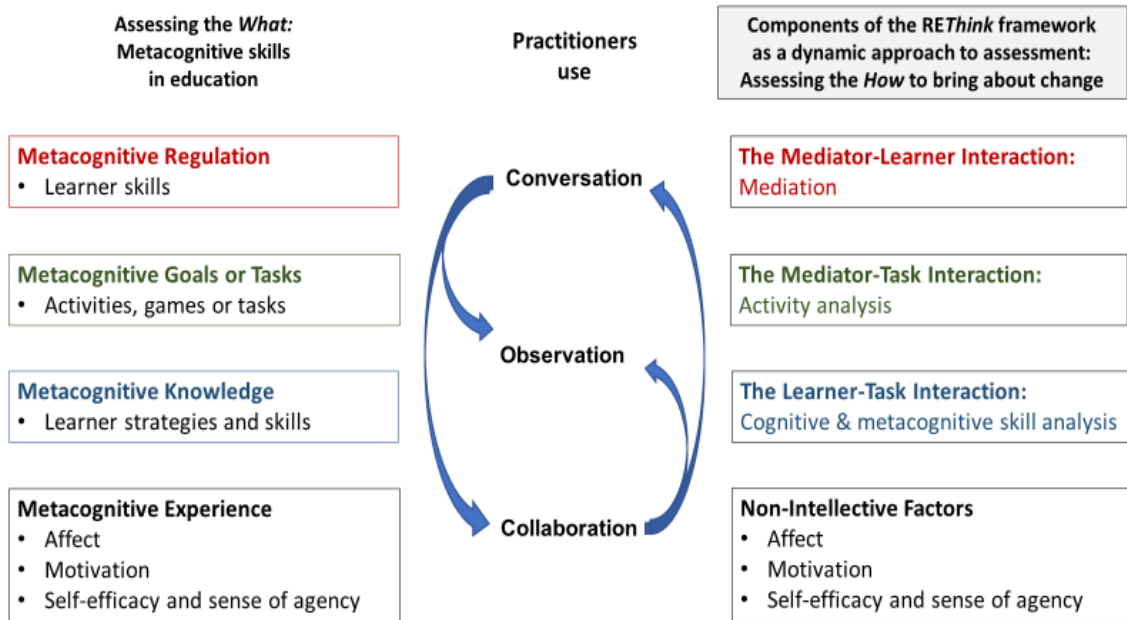 Assessing the What:
Metacognitive skills
in education
Practitioners
use
Components of the REThink framework
as a dynamic approach to assessment:
Assessing the How to bring about change
Metacognitive Regulation
• Learner skills
Conversation
The Mediator-Learner Interaction:
Mediation
Metacognitive Goals or Tasks
• Activities, games or tasks
The Mediator-Task Interaction:
Activity analysis
Observation
Metacognitive Knowledge
• Learner strategies and skills
The Learner-Task Interaction:
Cognitive & metacognitive skill analysis
Metacognitive Experience
• Affect
• Motivation
• Self-efficacy and sense of agency
Collaboration
Non-Intellective Factors
• Affect
• Motivation
• Self-efficacy and sense of agency